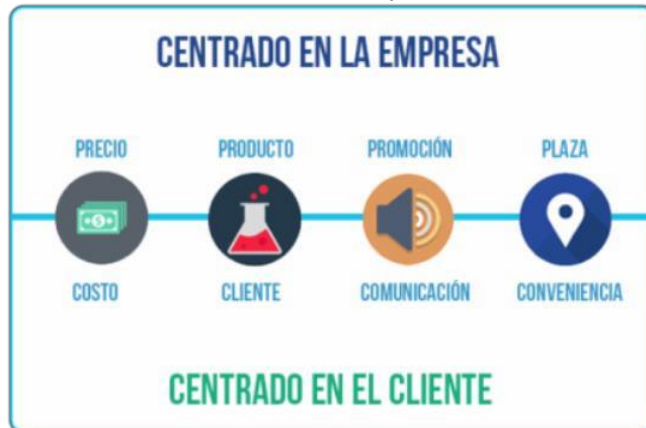 CENTRADO EN LA EMPRESA
PRECIO PRODUCTO PROMOCIÓN PLAZA
COSTO CLIENTE COMUNICACIÓN CONVENIENCIA
CENTRADO EN EL CLIENTE